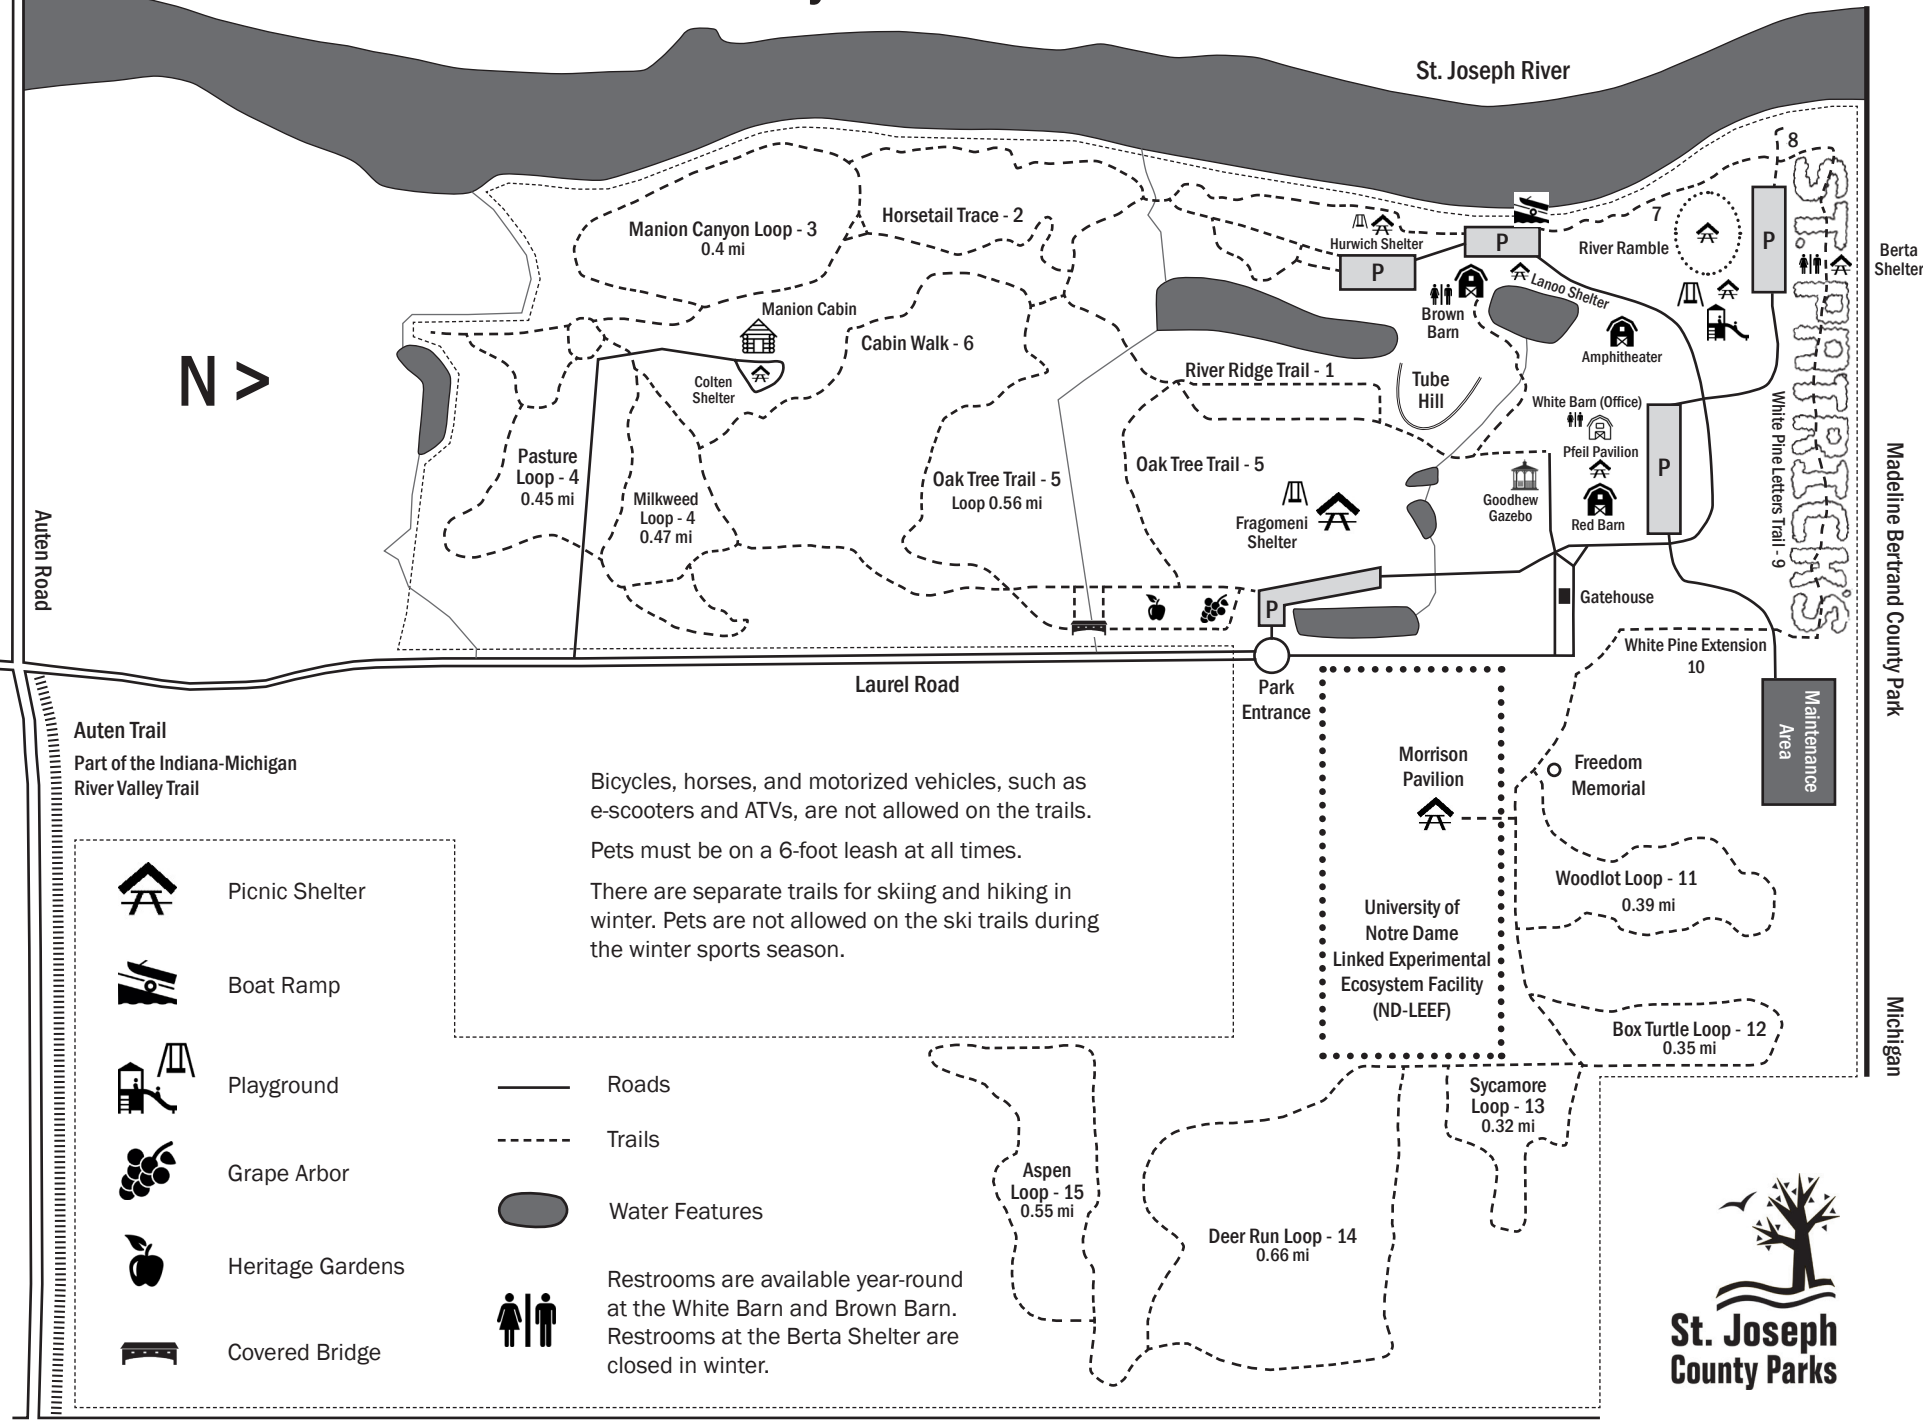 St. Joseph River
8
Manion Canyon Loop - 3
0.4 mi
Horsetail Trace - 2
7
River Ramble
Hurwich Shelter
P
P
P
Berta
Shelter
Lanoo Shelter
Brown
Barn
Amphitheater
Manion Cabin
Cabin Walk - 6
Colten
Shelter
N >
River Ridge Trail - 1
Tube
Hill
White Barn (Office)
Pfeil Pavilion
P
Red Barn
Goodhew
Gazebo
White Pine Letters Trail - 9
ST. PATRICK'S
Madeline Bertrand County Park
Pasture
Loop - 4
0.45 mi
Milkweed
Loop - 4
0.47 mi
Oak Tree Trail - 5
Loop 0.56 mi
Oak Tree Trail - 5
Fragomeni
Shelter
Auten Road
P
Gatehouse
White Pine Extension
10
Laurel Road
Park
Entrance
Maintenance
Area
Auten Trail
Part of the Indiana-Michigan
River Valley Trail
Morrison
Pavilion
Freedom
Memorial
Bicycles, horses, and motorized vehicles, such as
e-scooters and ATVs, are not allowed on the trails.
Pets must be on a 6-foot leash at all times.
There are separate trails for skiing and hiking in
winter. Pets are not allowed on the ski trails during
the winter sports season.
Woodlot Loop - 11
0.39 mi
University of
Notre Dame
Linked Experimental
Ecosystem Facility
(ND-LEEF)
Box Turtle Loop - 12
0.35 mi
Michigan
Sycamore
Loop - 13
0.32 mi
Aspen
Loop - 15
0.55 mi
Deer Run Loop - 14
0.66 mi
Picnic Shelter
Boat Ramp
Playground
Grape Arbor
Heritage Gardens
Covered Bridge
Roads
Trails
Water Features
Restrooms are available year-round
at the White Barn and Brown Barn.
Restrooms at the Berta Shelter are
closed in winter.
St. Joseph
County Parks